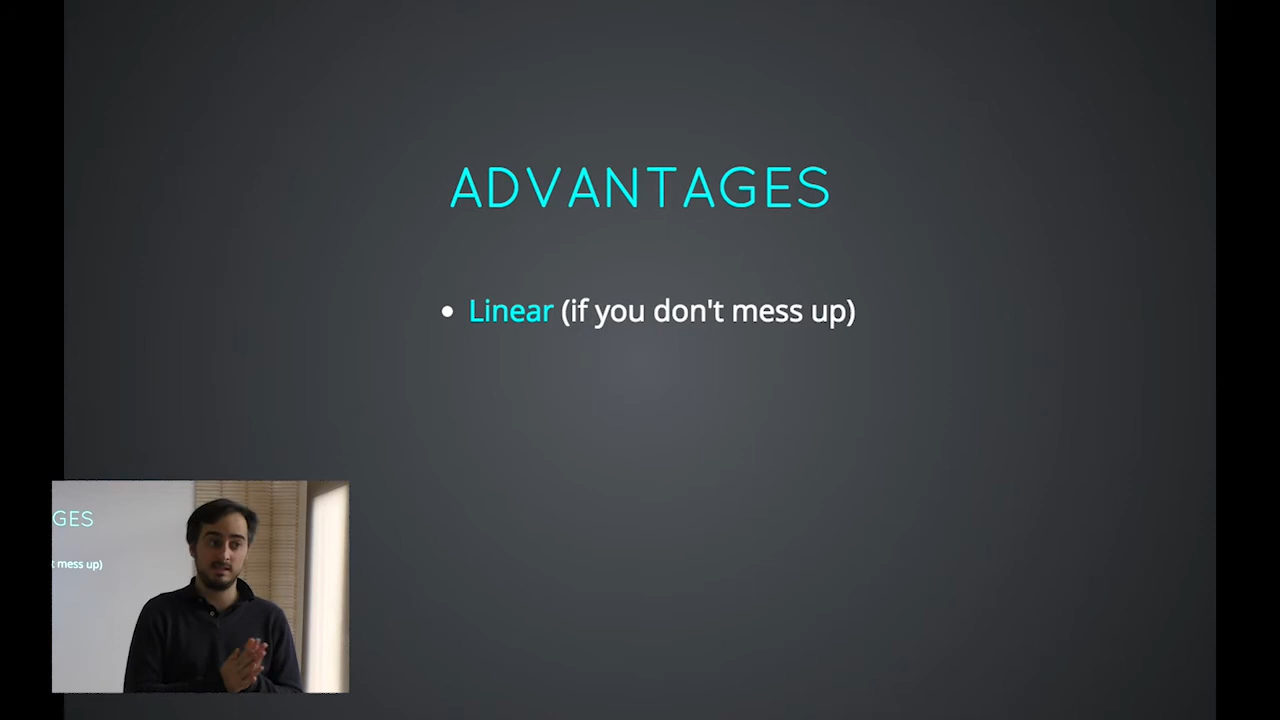 ADVANTAGES
• Linear (if you don't mess up)
GES
t mess up)